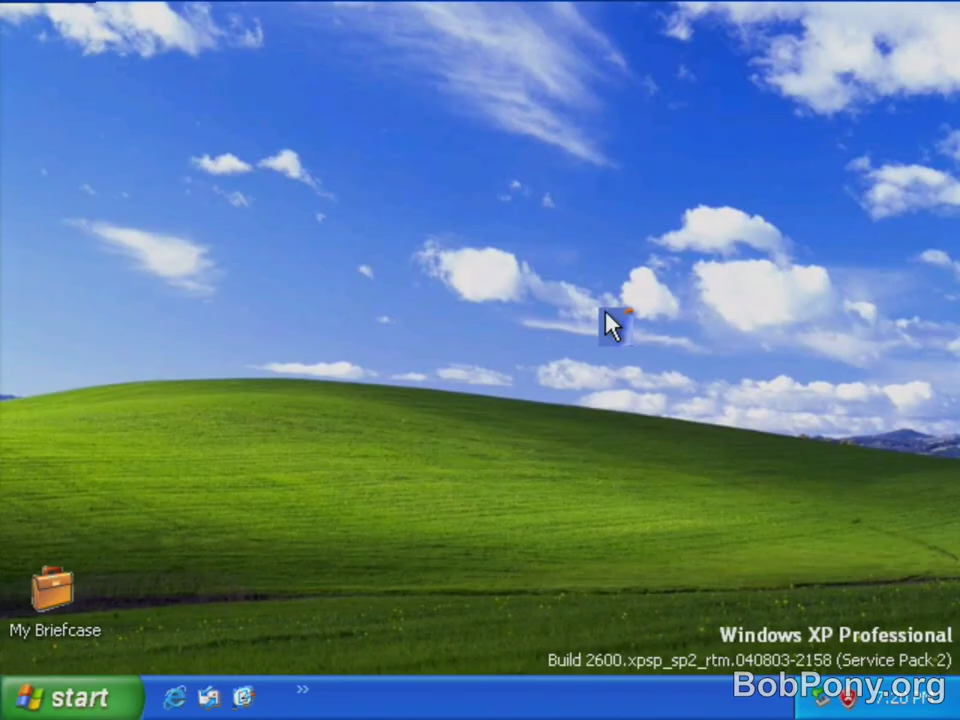 My Briefcase
Windows XP Professional
Build 2600.xpsp_sp2_rtm.040803-2158 (Service Pack 2)
start
BobPony.org